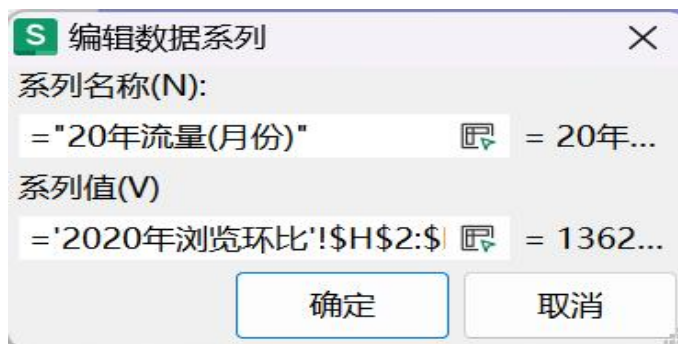 S 编辑数据系列
系列名称(N):
="20年流量(月份)" = 20年...
系列值(V)
='2020年浏览环比'!$H$2:$ = 1362...
确定 取消